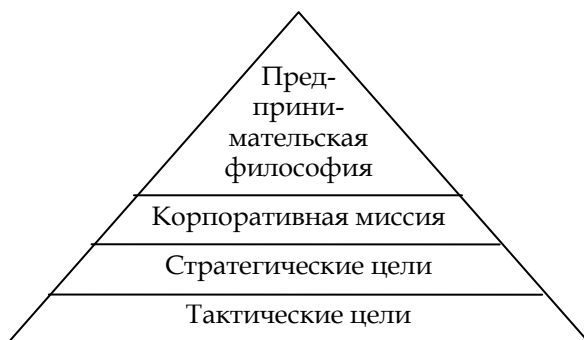 Пред-
прини-
мательская
философия
Корпоративная миссия
Стратегические цели
Тактические цели